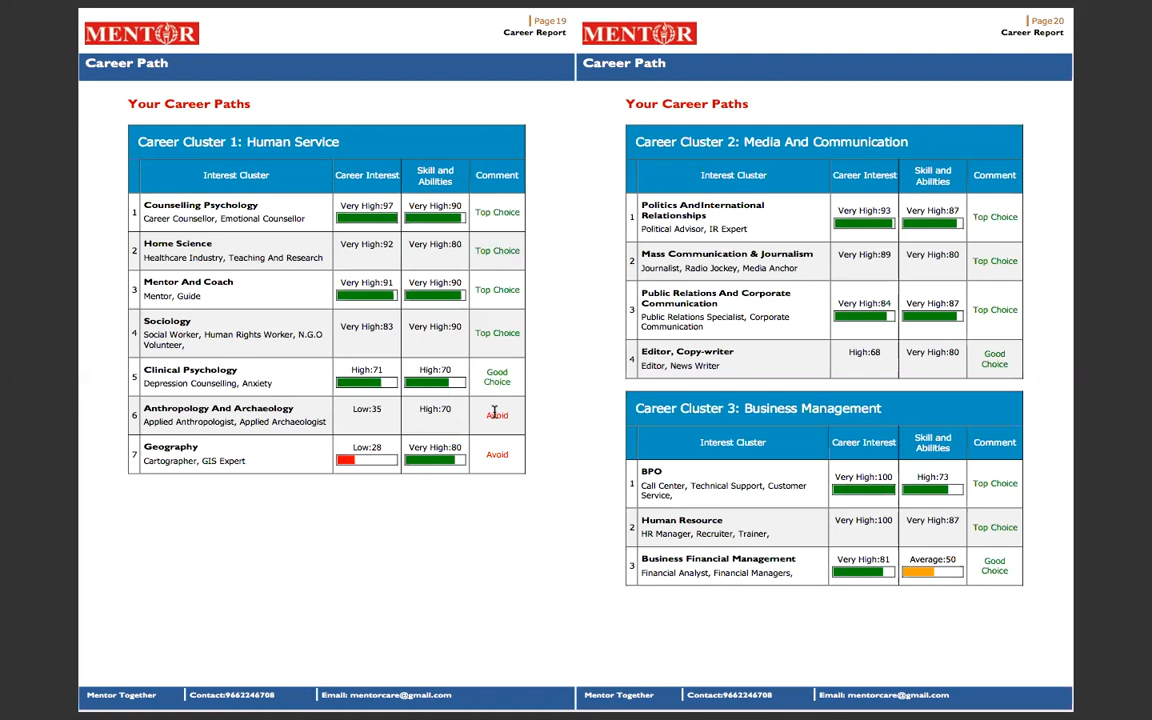 MENTOR
Page19
Career Report
Career Path
Your Career Paths
Career Cluster 1: Human Service
Interest Cluster
Career Interest
Skill and
Abilities
Comment
1
Counselling Psychology
Career Counsellor, Emotional Counsellor
Very High:97
Very High:90
Top Choice
2
Home Science
Healthcare Industry, Teaching And Research
Very High:92
Very High:80
Top Choice
3
Mentor And Coach
Mentor, Guide
Very High:91
Very High:90
Top Choice
4
Sociology
Social Worker, Human Rights Worker, N.G.O
Volunteer,
Very High:83
Very High:90
Top Choice
5
Clinical Psychology
Depression Counselling, Anxiety
High:71
High:70
Good
Choice
6
Anthropology And Archaeology
Applied Anthropologist, Applied Archaeologist
Low:35
High:70
Avoid
7
Geography
Cartographer, GIS Expert
Low:28
Very High:80
Avoid
Mentor Together
Contact:9662246708
Email: mentorcare@gmail.com
MENTOR
Page20
Career Report
Career Path
Your Career Paths
Career Cluster 2: Media And Communication
Interest Cluster
Career Interest
Skill and
Abilities
Comment
1
Politics AndInternational
Relationships
Political Advisor, IR Expert
Very High:93
Very High:87
Top Choice
2
Mass Communication & Journalism
Journalist, Radio Jockey, Media Anchor
Very High:89
Very High:80
Top Choice
3
Public Relations And Corporate
Communication
Public Relations Specialist, Corporate
Communication
Very High:84
Very High:87
Top Choice
4
Editor, Copy-writer
Editor, News Writer
High:68
Very High:80
Good
Choice
Career Cluster 3: Business Management
Interest Cluster
Career Interest
Skill and
Abilities
Comment
1
BPO
Call Center, Technical Support, Customer
Service,
Very High:100
High:73
Top Choice
2
Human Resource
HR Manager, Recruiter, Trainer,
Very High:100
Very High:87
Top Choice
3
Business Financial Management
Financial Analyst, Financial Managers,
Very High:81
Average:50
Good
Choice
Mentor Together
Contact:9662246708
Email: mentorcare@gmail.com